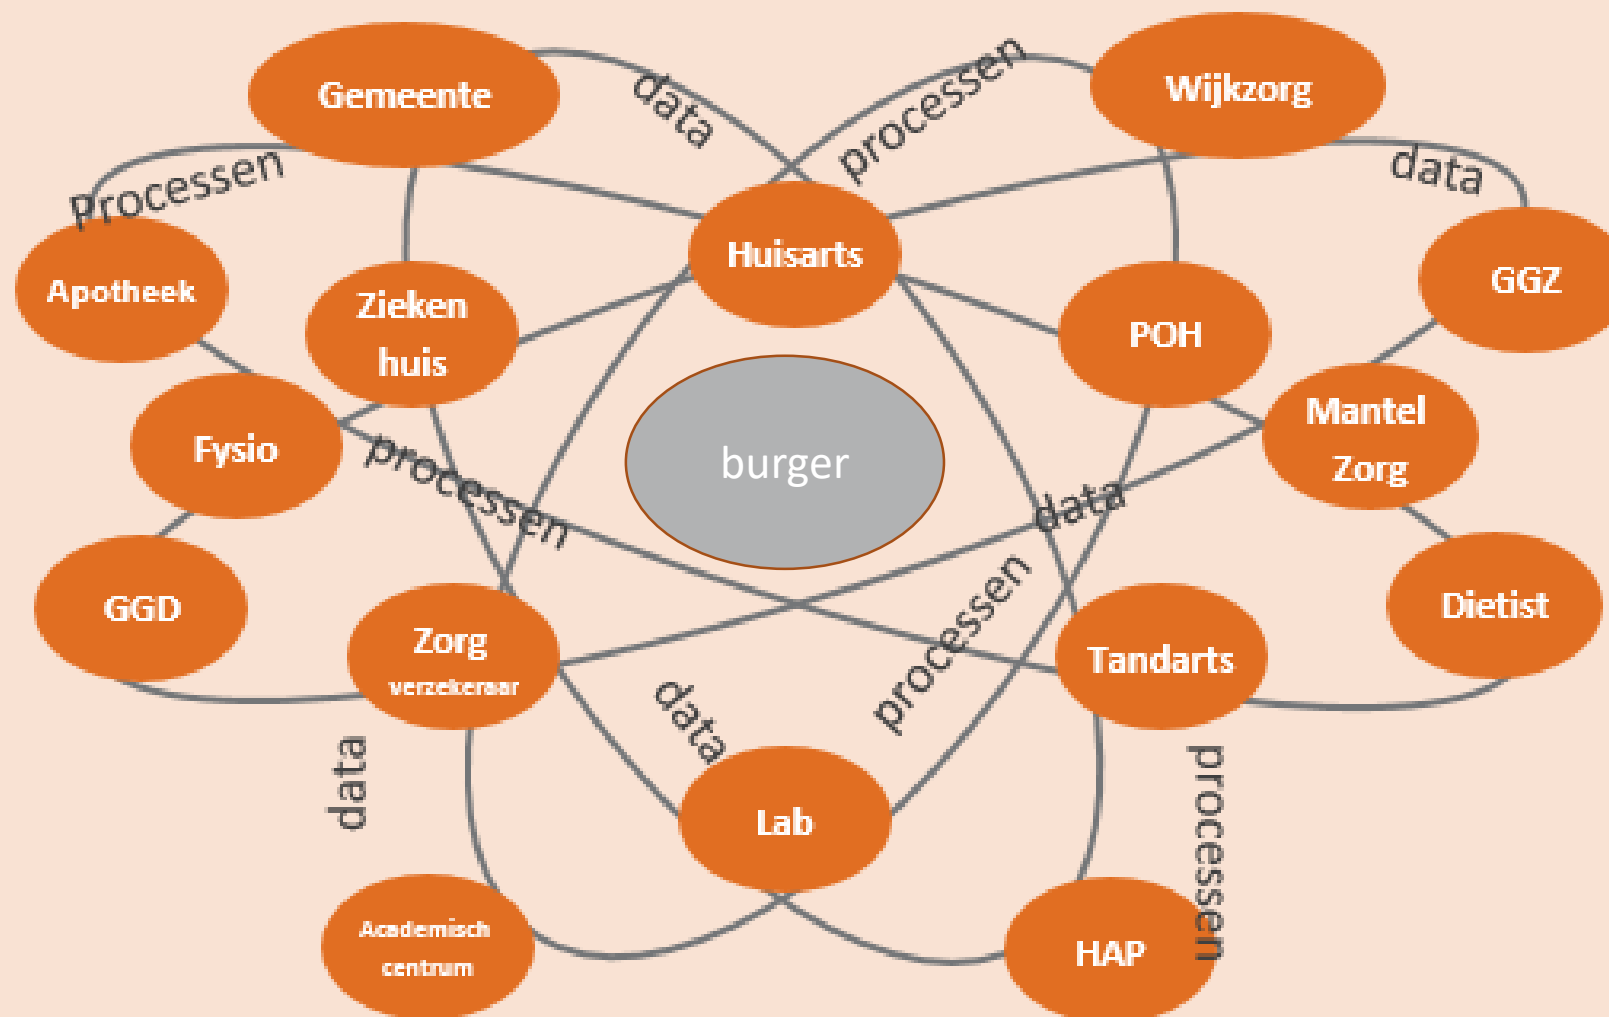 Gemeente
data
processen
Wijkzorg
data
Processen
Huisarts
Apotheek
Zieken
huis
POH
GGZ
Mantel
Zorg
Fysio
processen
burger
data
GGD
Zorg
verzekeraar
processen
Tandarts
Dietist
data
data
Lab
processen
Academisch
centrum
HAP